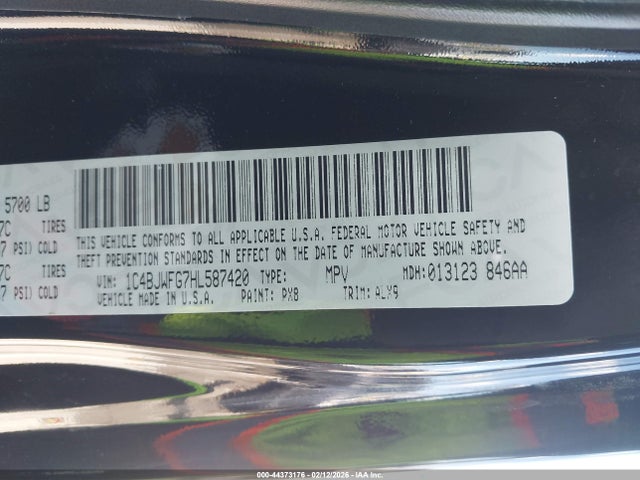 5700 LB
7C TIRES
7 PSI) COLD
7C TIRES
7 PSI) COLD
THIS VEHICLE CONFORMS TO ALL APPLICABLE U.S.A. FEDERAL MOTOR VEHICLE SAFETY AND
THEFT PREVENTION STANDARDS IN EFFECT ON THE DATE OF MANUFACTURE SHOWN ABOVE.
VIN: 1C4BJWFG7HL587420 TYPE: MPV MDH:013123 846AA
VEHICLE MADE IN U.S.A. PAINT: PX8 TRIM: ALX9
000-44373176 - 02/12/2026 - Copyright © IAA, Inc.